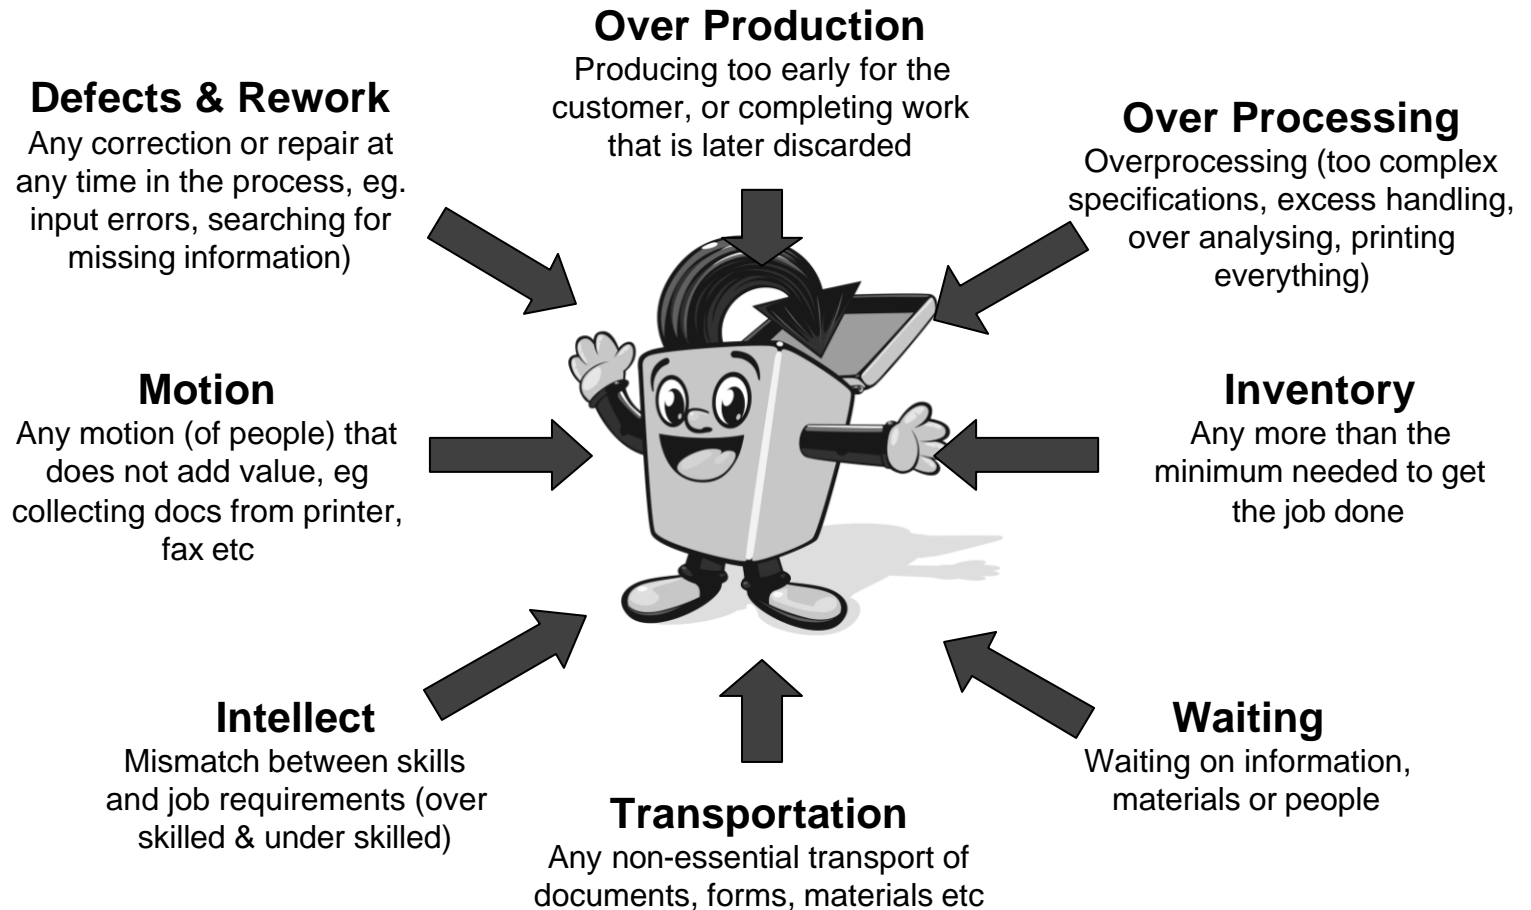 Over Production
Producing too early for the
customer, or completing work
that is later discarded
Defects & Rework
Any correction or repair at
any time in the process, eg.
input errors, searching for
missing information)
Over Processing
Overprocessing (too complex
specifications, excess handling,
over analysing, printing
everything)
Motion
Any motion (of people) that
does not add value, eg
collecting docs from printer,
fax etc
Inventory
Any more than the
minimum needed to get
the job done
Intellect
Mismatch between skills
and job requirements (over
skilled & under skilled)
Transportation
Any non-essential transport of
documents, forms, materials etc
Waiting
Waiting on information,
materials or people